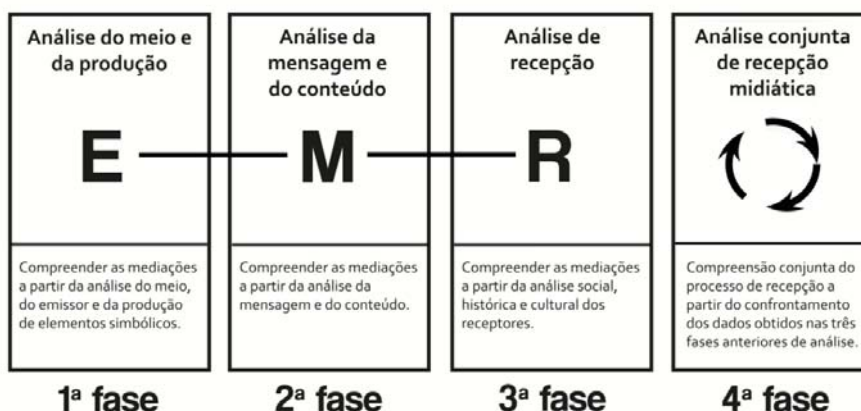 Análise do meio e
da produção
E
Compreender as mediações
a partir da análise do meio,
do emissor e da produção
de elementos simbólicos.
1ª fase
Análise da
mensagem e
do conteúdo
M
Compreender as mediações
a partir da análise da
mensagem e do conteúdo.
2ª fase
Análise de
recepção
R
Compreender as mediações
a partir da análise social,
histórica e cultural dos
receptores.
3ª fase
Análise conjunta
de recepção
midiática
Compreensão conjunta do
processo de recepção a
partir do confrontamento
dos dados obtidos nas três
fases anteriores de análise.
4ª fase